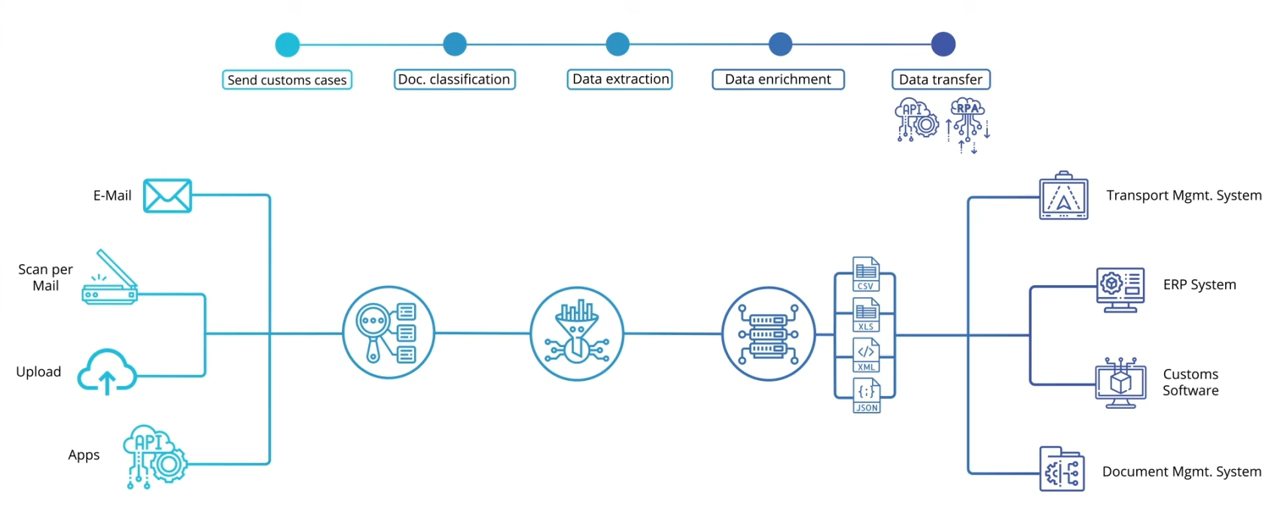 Send customs cases
Doc. classification
Data extraction
Data enrichment
Data transfer
API
RPA
E-Mail
Scan per
Mail
Upload
Apps
API
CSV
XLS
XML
JSON
Transport Mgmt. System
ERP System
Customs
Software
Document Mgmt. System